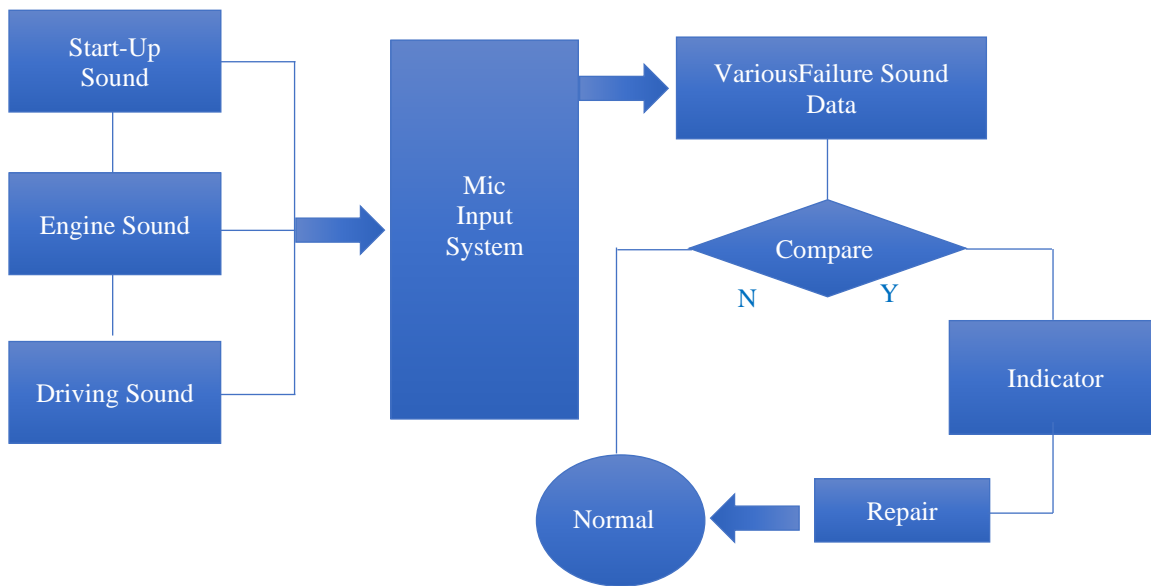 Start-Up
Sound
Engine Sound
Driving Sound
Mic
Input
System
VariousFailure Sound
Data
Compare
N
Y
Indicator
Repair
Normal